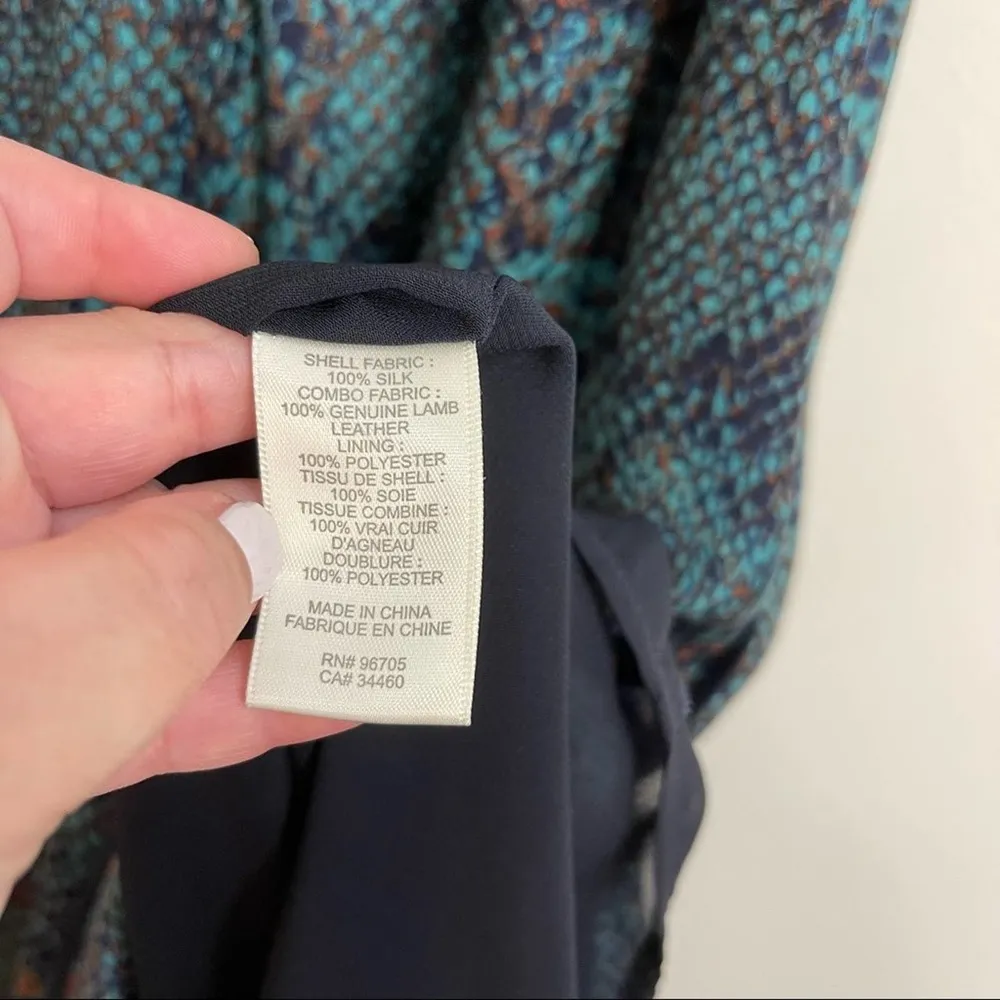 SHELL FABRIC :
100% SILK
COMBO FABRIC :
100% GENUINE LAMB
LEATHER
LINING :
100% POLYESTER
TISSU DE SHELL :
100% SOIE
TISSUE COMBINE :
100% VRAI CUIR
D'AGNEAU
DOUBLURE :
100% POLYESTER
MADE IN CHINA
FABRIQUE EN CHINE
RN# 96705
CA# 34460